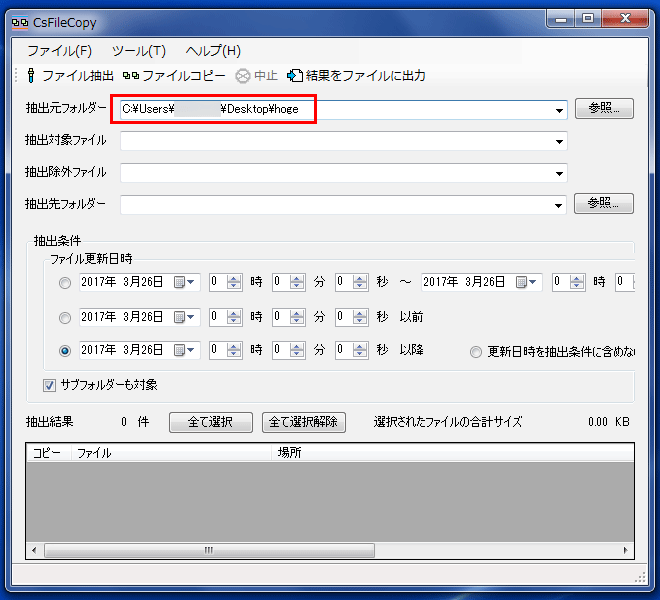 CsFileCopy
ファイル(F) ツール(T) ヘルプ(H)
ファイル抽出 ファイルコピー 中止 結果をファイルに出力
抽出元フォルダー C:¥Users¥ ¥Desktop¥hoge 参照...
抽出対象ファイル
抽出除外ファイル
抽出先フォルダー 参照...
抽出条件
ファイル更新日時
2017年 3月26日 0 時 0 分 0 秒 ～ 2017年 3月26日 0 時 0
2017年 3月26日 0 時 0 分 0 秒 以前
2017年 3月26日 0 時 0 分 0 秒 以降 更新日時を抽出条件に含めな
サブフォルダーも対象
抽出結果 0 件 全て選択 全て選択解除 選択されたファイルの合計サイズ 0.00 KB
コピー ファイル 場所